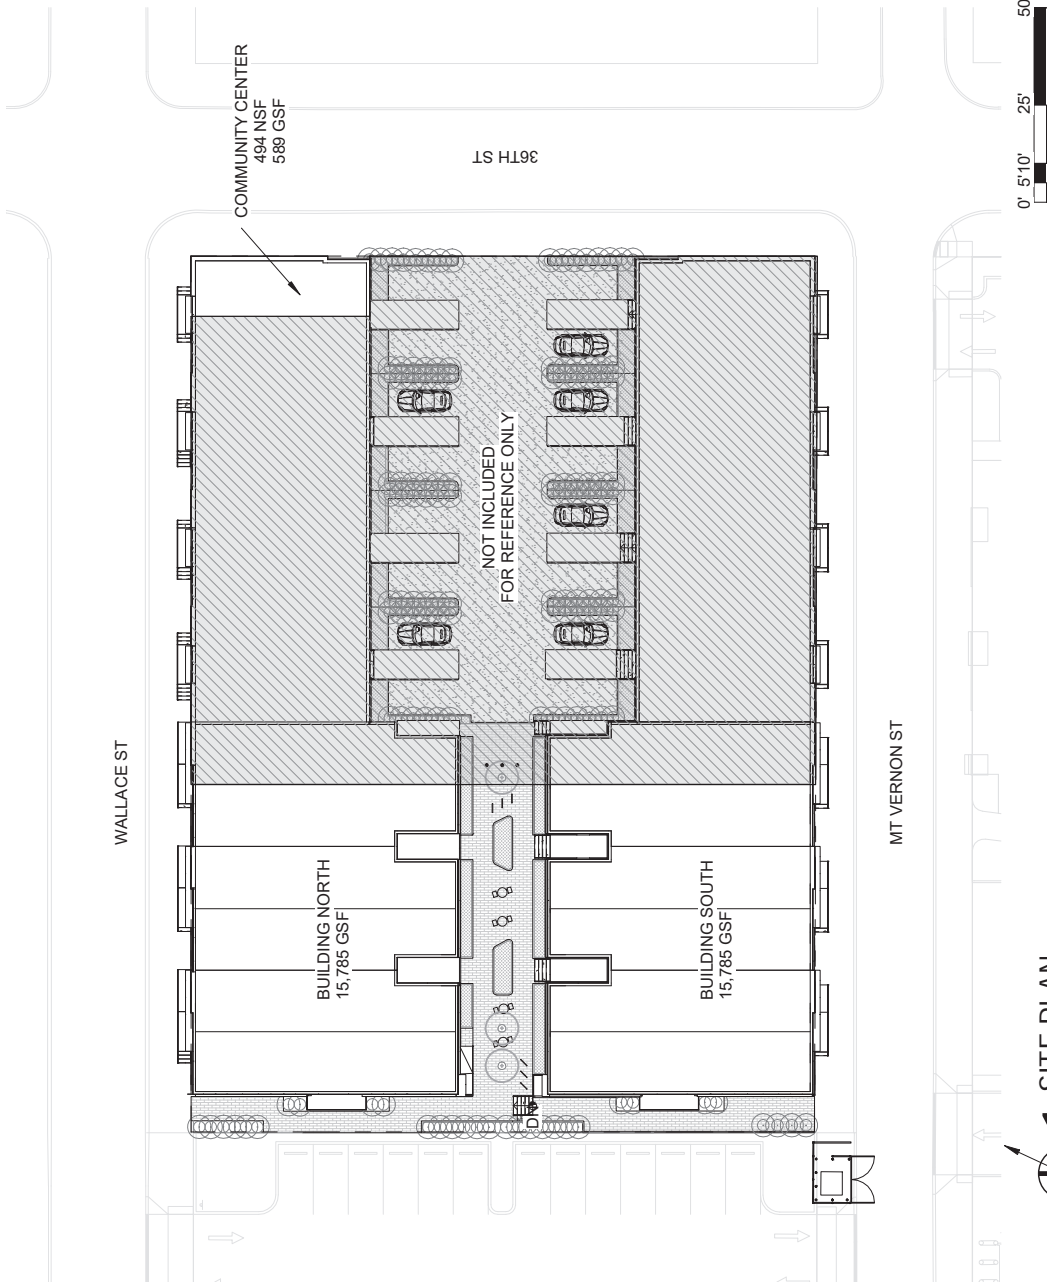 COMMUNITY CENTER
494 NSF
589 GSF
36TH ST
0' 5' 10' 25' 50
NOT INCLUDED
FOR REFERENCE ONLY
WALLACE ST
MT VERNON ST
BUILDING NORTH
15,785 GSF
BUILDING SOUTH
15,785 GSF
SITE PLAN